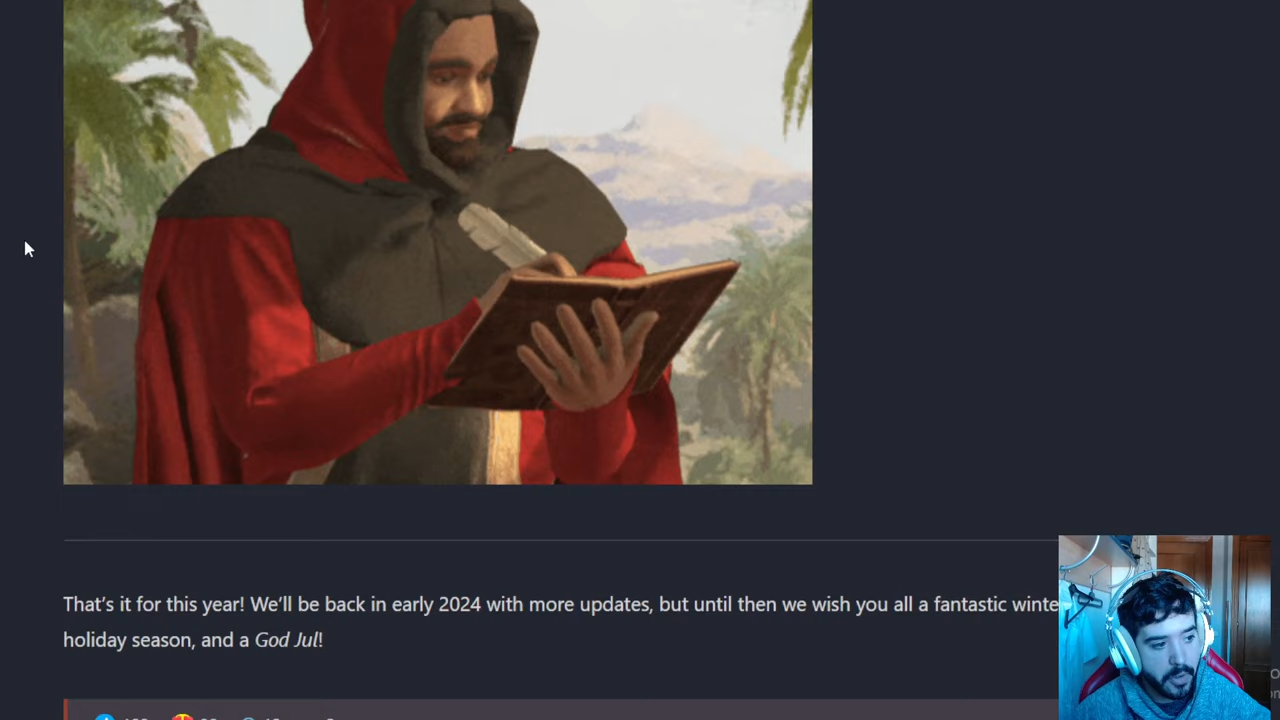 That's it for this year! We'll be back in early 2024 with more updates, but until then we wish you all a fantastic winte
holiday season, and a God Jul!